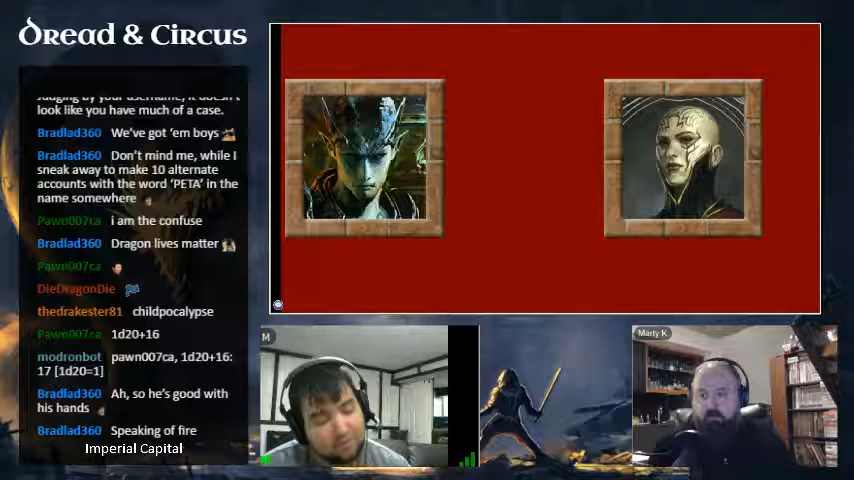 Dread & Circus
judging by your username, it doesn't
look like you have much of a case.
Bradlad360 We've got 'em boys
Bradlad360 Don't mind me, while I
sneak away to make 10 alternate
accounts with the word 'PETA' in the
name somewhere
Pawn007ca i am the confuse
Bradlad360 Dragon lives matter
Pawn007ca
DieDragonDie
thedrakester81 childpocalypse
Pawn007ca 1d20+16
modronbot pawn007ca, 1d20+16:
17 [1d20=1]
Bradlad360 Ah, so he's good with
his hands
Bradlad360 Speaking of fire
Imperial Capital
M
Marty K